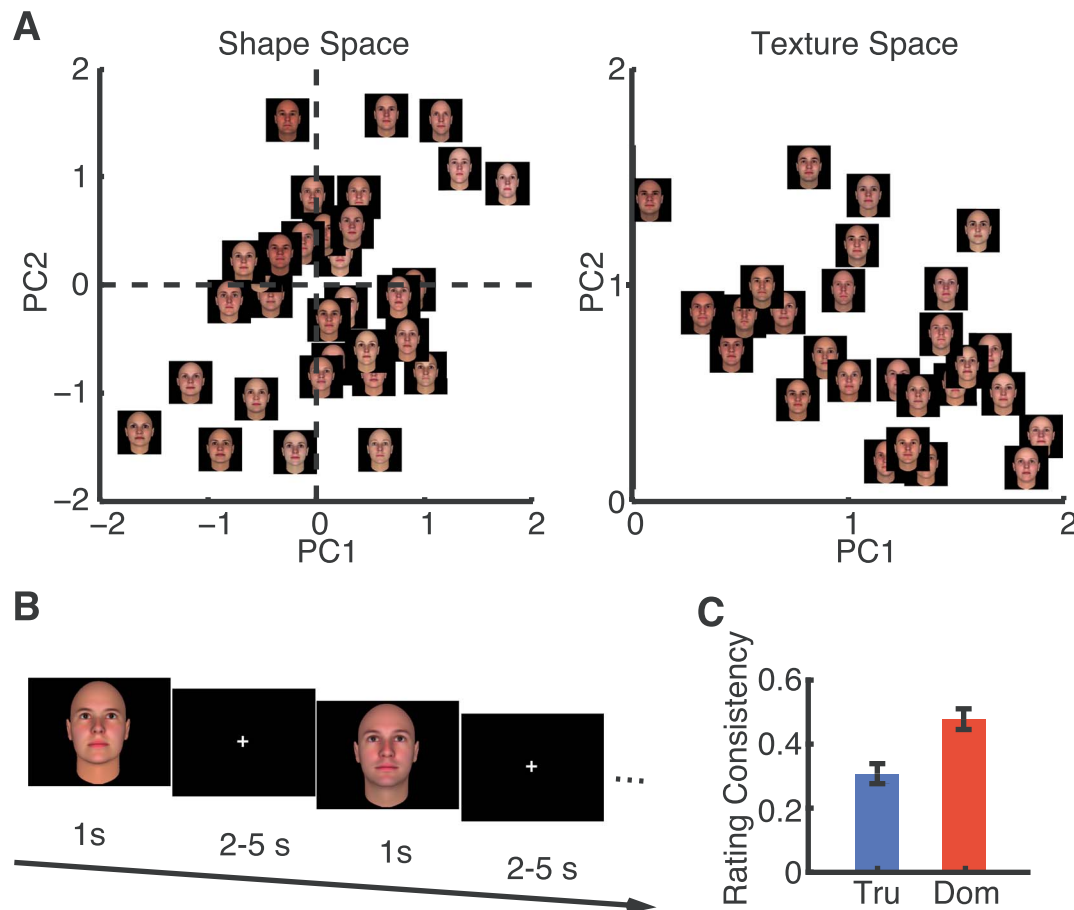 A
Shape Space
Texture Space
2
1
0
−1
−2
PC2
−2
−1
0
1
2
PC1
2
1
0
PC2
0
1
2
PC1
B
1s
2-5 s
1s
2-5 s
...
C
Rating Consistency
0.6
0.4
0.2
0
Tru
Dom